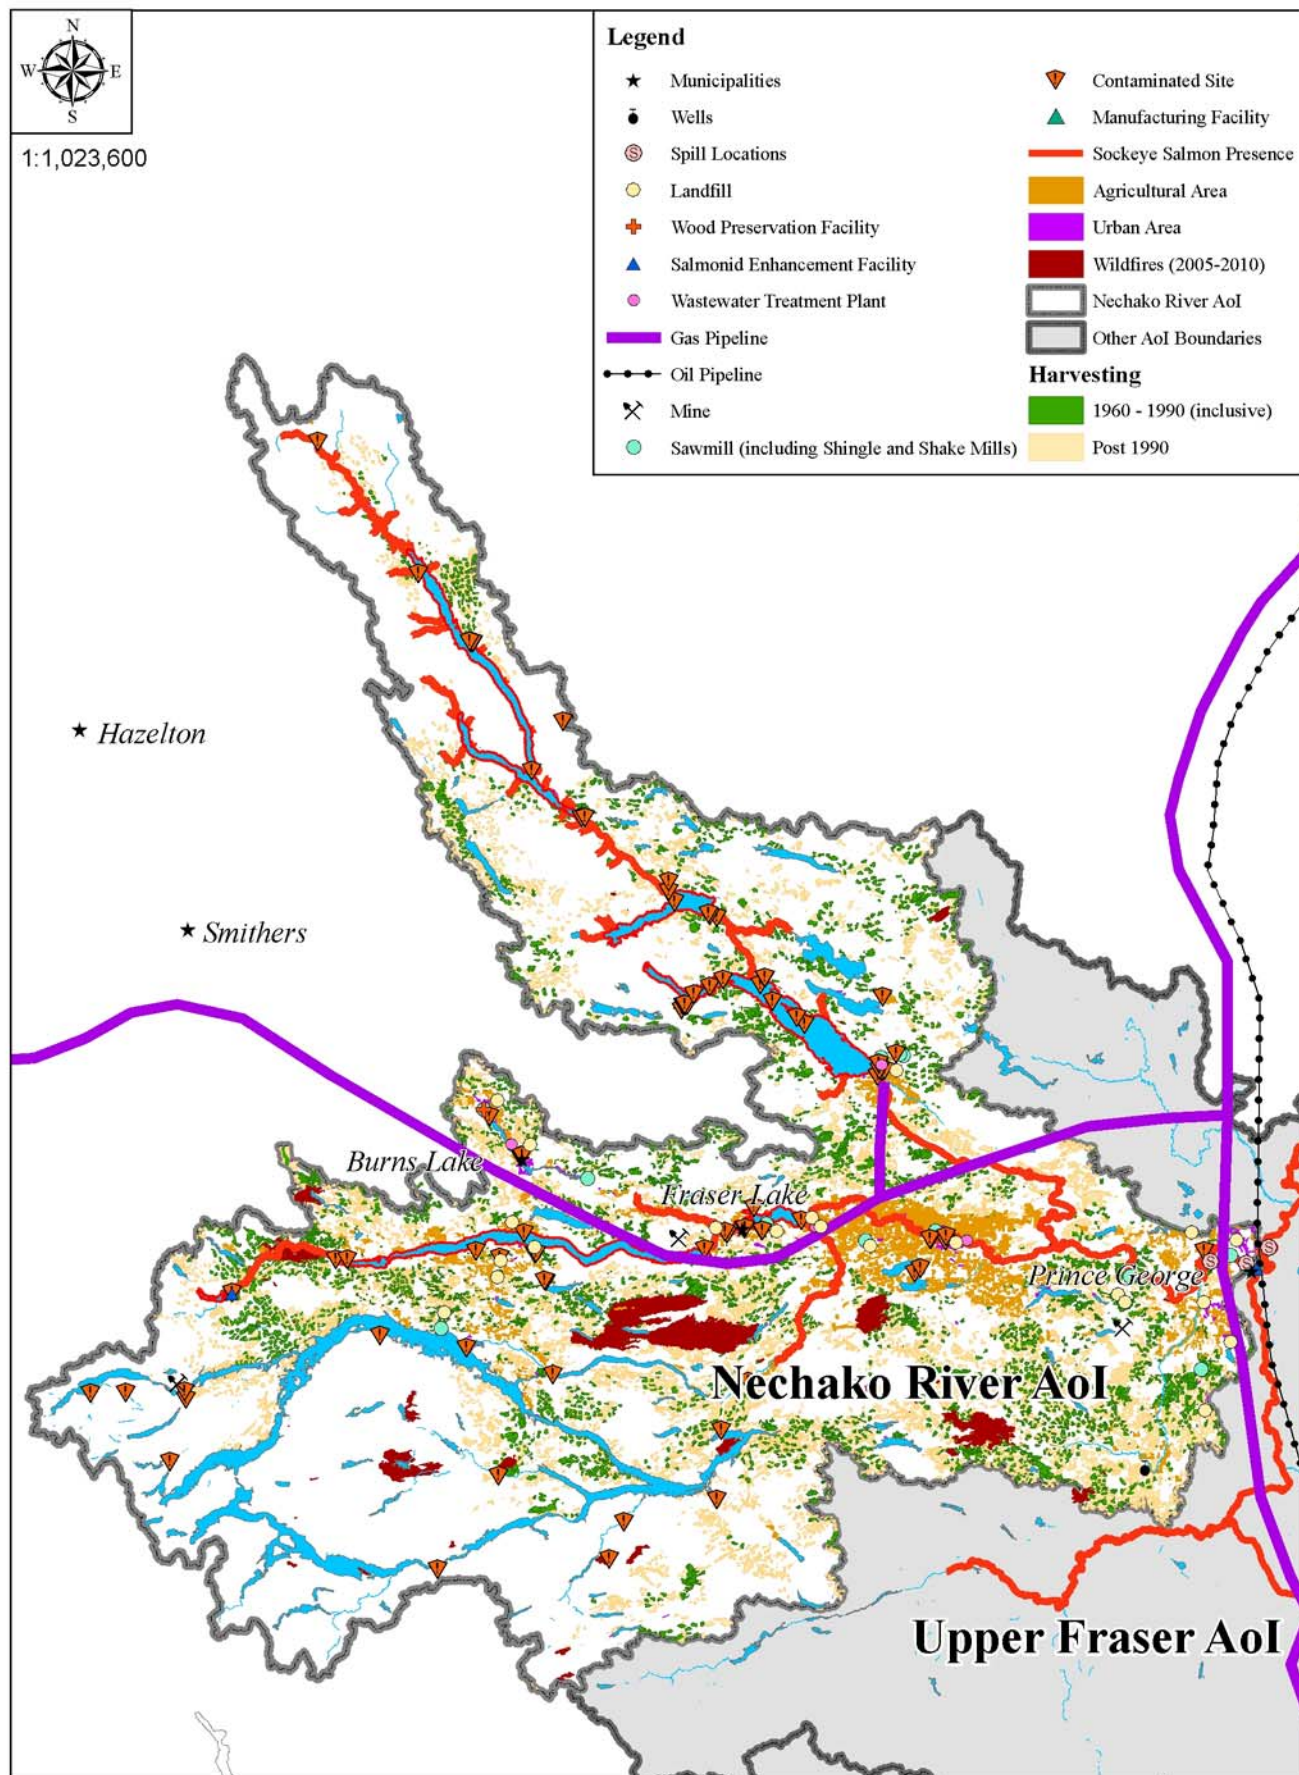 N
W E
S
1:1,023,600
Legend
Municipalities
Wells
Spill Locations
Landfill
Wood Preservation Facility
Salmonid Enhancement Facility
Wastewater Treatment Plant
Gas Pipeline
Oil Pipeline
Mine
Sawmill (including Shingle and Shake Mills)
Contaminated Site
Manufacturing Facility
Sockeye Salmon Presence
Agricultural Area
Urban Area
Wildfires (2005-2010)
Nechako River AoI
Other AoI Boundaries
Harvesting
1960 - 1990 (inclusive)
Post 1990
Hazelton
Smithers
Burns Lake
Fraser Lake
Prince George
Nechako River AoI
Upper Fraser AoI